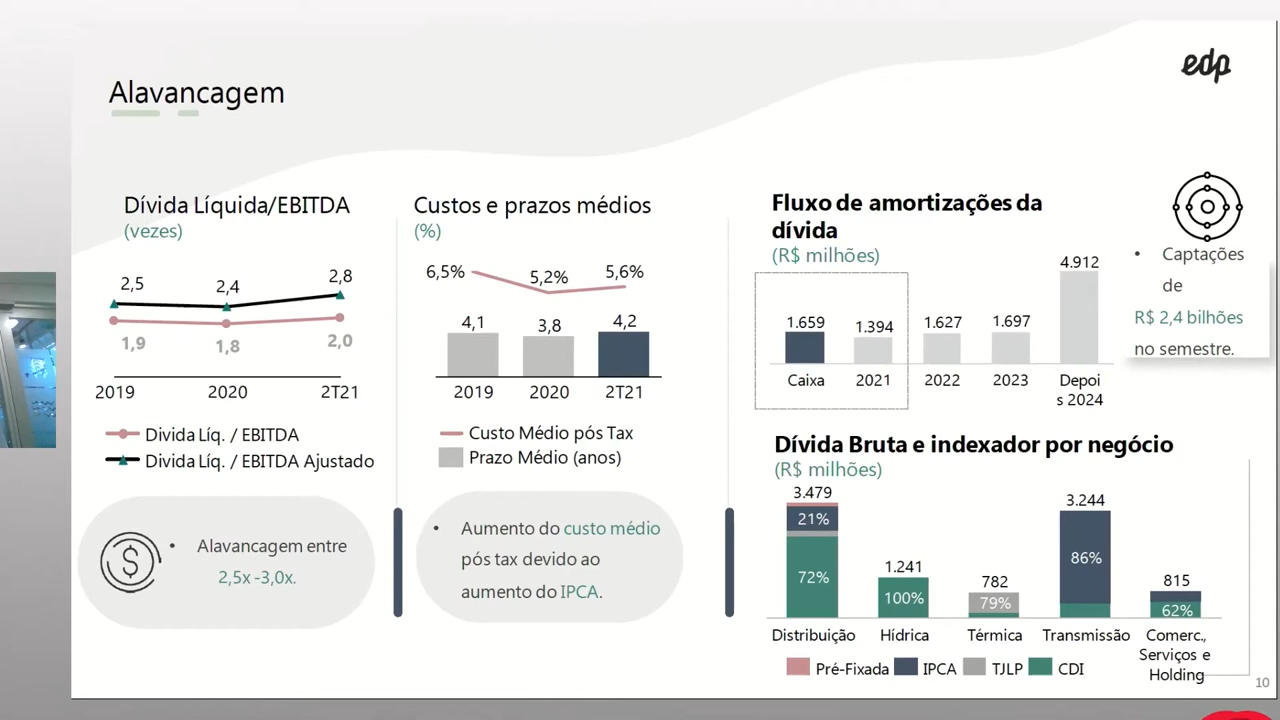 edp
Alavancagem
Dívida Líquida/EBITDA
(vezes)
2,5
2,4
2,8
1,9
1,8
2,0
2019
2020
2T21
Divida Líq. / EBITDA
Divida Líq. / EBITDA Ajustado
$
• Alavancagem entre
2,5x -3,0x.
Custos e prazos médios
(%)
6,5%
5,2%
5,6%
4,1
3,8
4,2
2019
2020
2T21
Custo Médio pós Tax
Prazo Médio (anos)
• Aumento do custo médio
pós tax devido ao
aumento do IPCA.
Fluxo de amortizações da
dívida
(R$ milhões)
1.659
1.394
1.627
1.697
4.912
Caixa
2021
2022
2023
Depoi
s 2024
• Captações
de
R$ 2,4 bilhões
no semestre.
Dívida Bruta e indexador por negócio
(R$ milhões)
3.479
21%
72%
1.241
100%
782
79%
3.244
86%
815
62%
Distribuição
Hídrica
Térmica
Transmissão
Comerc.,
Serviços e
Holding
Pré-Fixada
IPCA
TJLP
CDI
10